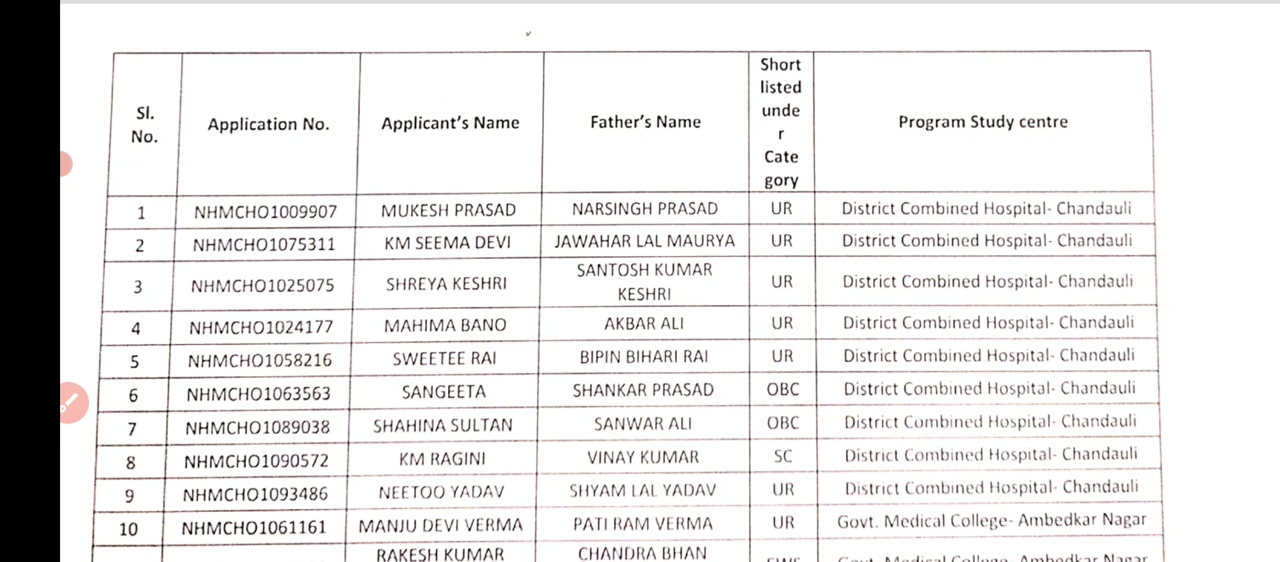 Sl. No. Application No. Applicant's Name Father's Name Short listed unde r Cate gory Program Study centre
1 NHMCHO1009907 MUKESH PRASAD NARSINGH PRASAD UR District Combined Hospital- Chandauli
2 NHMCHO1075311 KM SEEMA DEVI JAWAHAR LAL MAURYA UR District Combined Hospital- Chandauli
3 NHMCHO1025075 SHREYA KESHRI SANTOSH KUMAR KESHRI UR District Combined Hospital- Chandauli
4 NHMCHO1024177 MAHIMA BANO AKBAR ALI UR District Combined Hospital- Chandauli
5 NHMCHO1058216 SWEETEE RAI BIPIN BIHARI RAI UR District Combined Hospital- Chandauli
6 NHMCHO1063563 SANGEETA SHANKAR PRASAD OBC District Combined Hospital- Chandauli
7 NHMCHO1089038 SHAHINA SULTAN SANWAR ALI OBC District Combined Hospital- Chandauli
8 NHMCHO1090572 KM RAGINI VINAY KUMAR SC District Combined Hospital- Chandauli
9 NHMCHO1093486 NEETOO YADAV SHYAM LAL YADAV UR District Combined Hospital- Chandauli
10 NHMCHO1061161 MANJU DEVI VERMA PATI RAM VERMA UR Govt. Medical College- Ambedkar Nagar
RAKESH KUMAR CHANDRA BHAN Govt. Medical College- Ambedkar Nagar